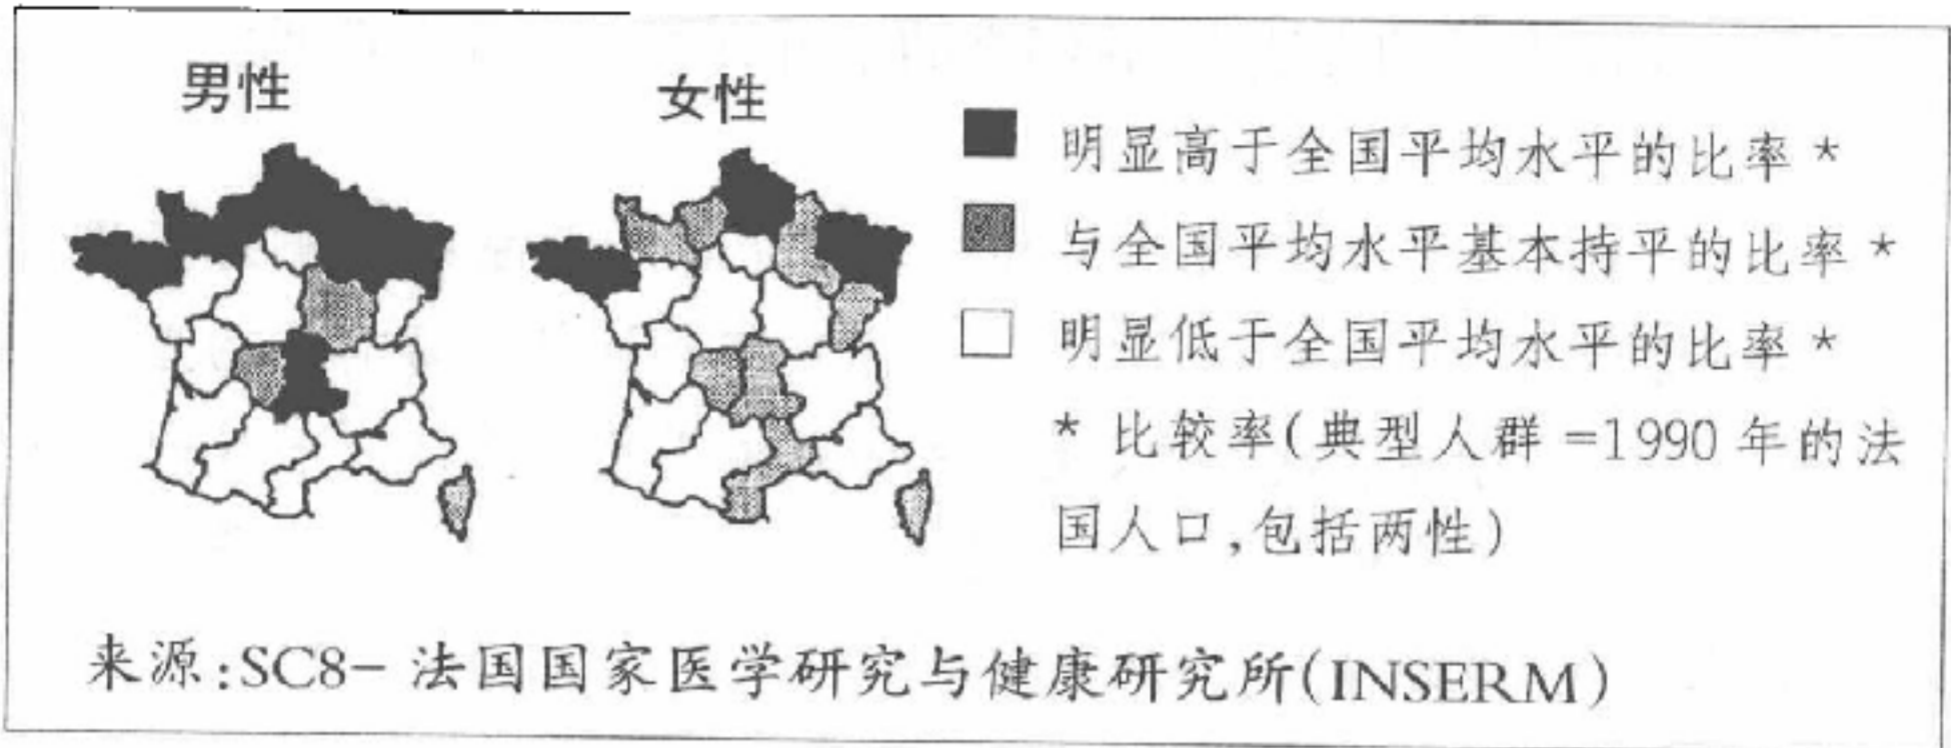 男性
女性
明显高于全国平均水平的比率 *
与全国平均水平基本持平的比率 *
明显低于全国平均水平的比率 *
* 比较率(典型人群=1990 年的法
国人口,包括两性)
来源:SC8-法国国家医学研究与健康研究所(INSERM)